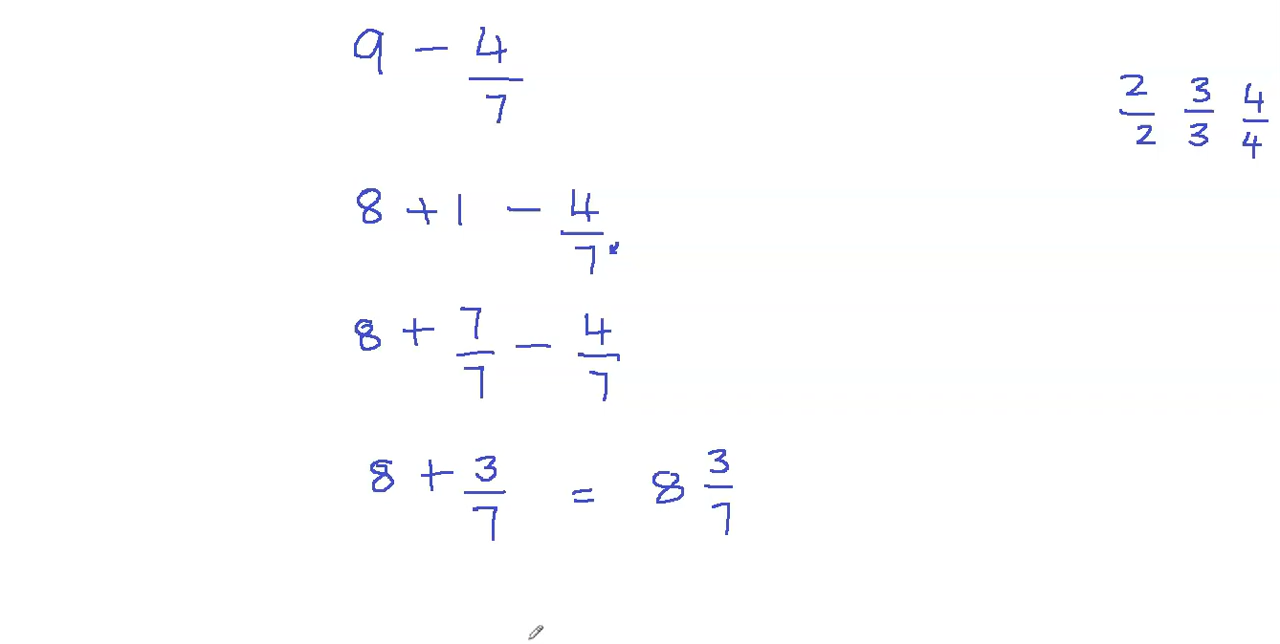 9 - 4/7
2/2 3/3 4/4
8 + 1 - 4/7
8 + 7/7 - 4/7
8 + 3/7 = 8 3/7